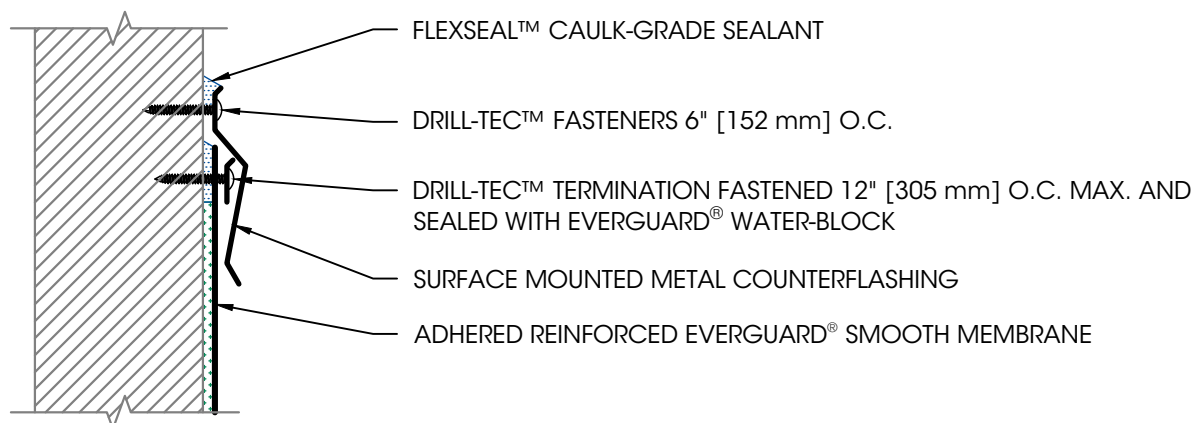 FLEXSEAL™ CAULK-GRADE SEALANT
DRILL-TEC™ FASTENERS 6" [152 mm] O.C.
DRILL-TEC™ TERMINATION FASTENED 12" [305 mm] O.C. MAX. AND
SEALED WITH EVERGUARD® WATER-BLOCK
SURFACE MOUNTED METAL COUNTERFLASHING
ADHERED REINFORCED EVERGUARD® SMOOTH MEMBRANE